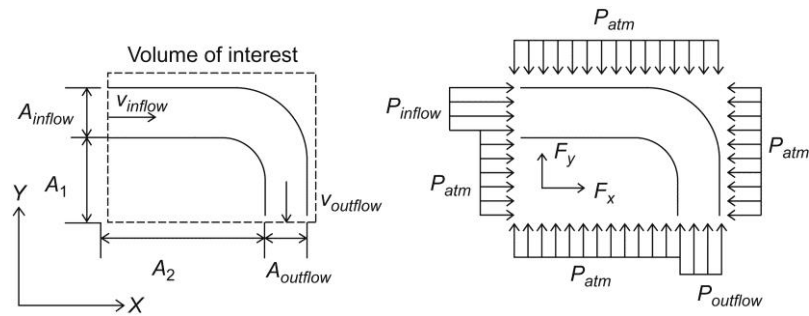 Volume of interest
A_inflow
v_inflow
A_1
v_outflow
Y
A_2
A_outflow
X
P_atm
P_inflow
P_atm
F_y
F_x
P_atm
P_atm
P_outflow